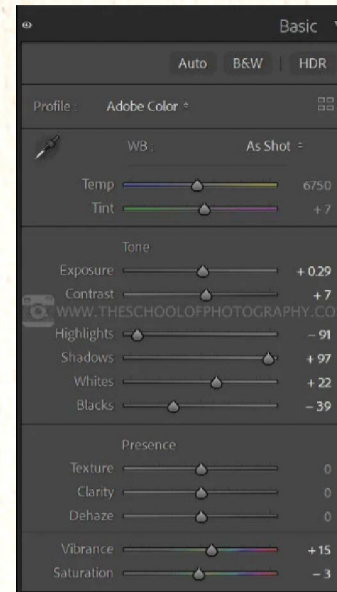 Basic
Auto B&W HDR
Profile : Adobe Color
WB : As Shot
Temp 6750
Tint + 7
Tone
Exposure + 0.29
Contrast + 7
WWW.THESCHOOLOFPHOTOGRAPHY.CO
Highlights - 91
Shadows + 97
Whites + 22
Blacks - 39
Presence
Texture 0
Clarity 0
Dehaze 0
Vibrance + 15
Saturation - 3